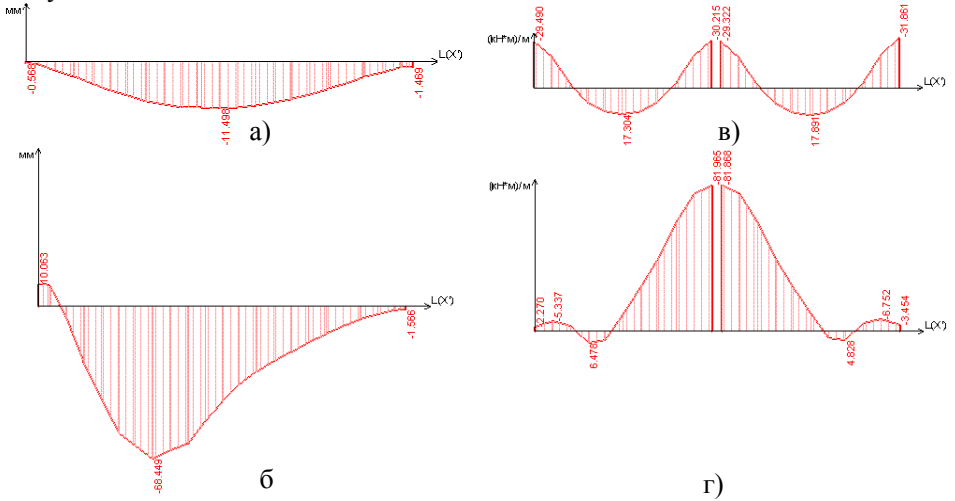 мм
L(X')
-0.568
-11.498
-1.469
а)
(кН*м)/м
-29.490
-30.215
-29.322
-31.861
L(X')
17.304
17.891
в)
мм
10.063
L(X')
-1.566
-68.449
б
(кН*м)/м
-81.965
-81.868
2.270
-5.337
-6.752
-3.454
L(X')
6.478
4.828
г)